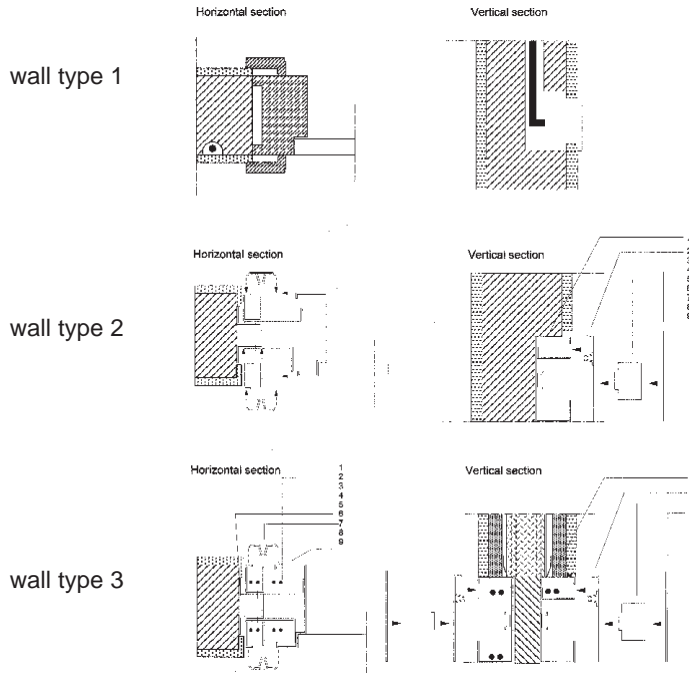 Horizontal section
Vertical section
wall type 1
Horizontal section
Vertical section
wall type 2
Horizontal section
Vertical section
1
2
3
4
5
6
7
8
9
wall type 3